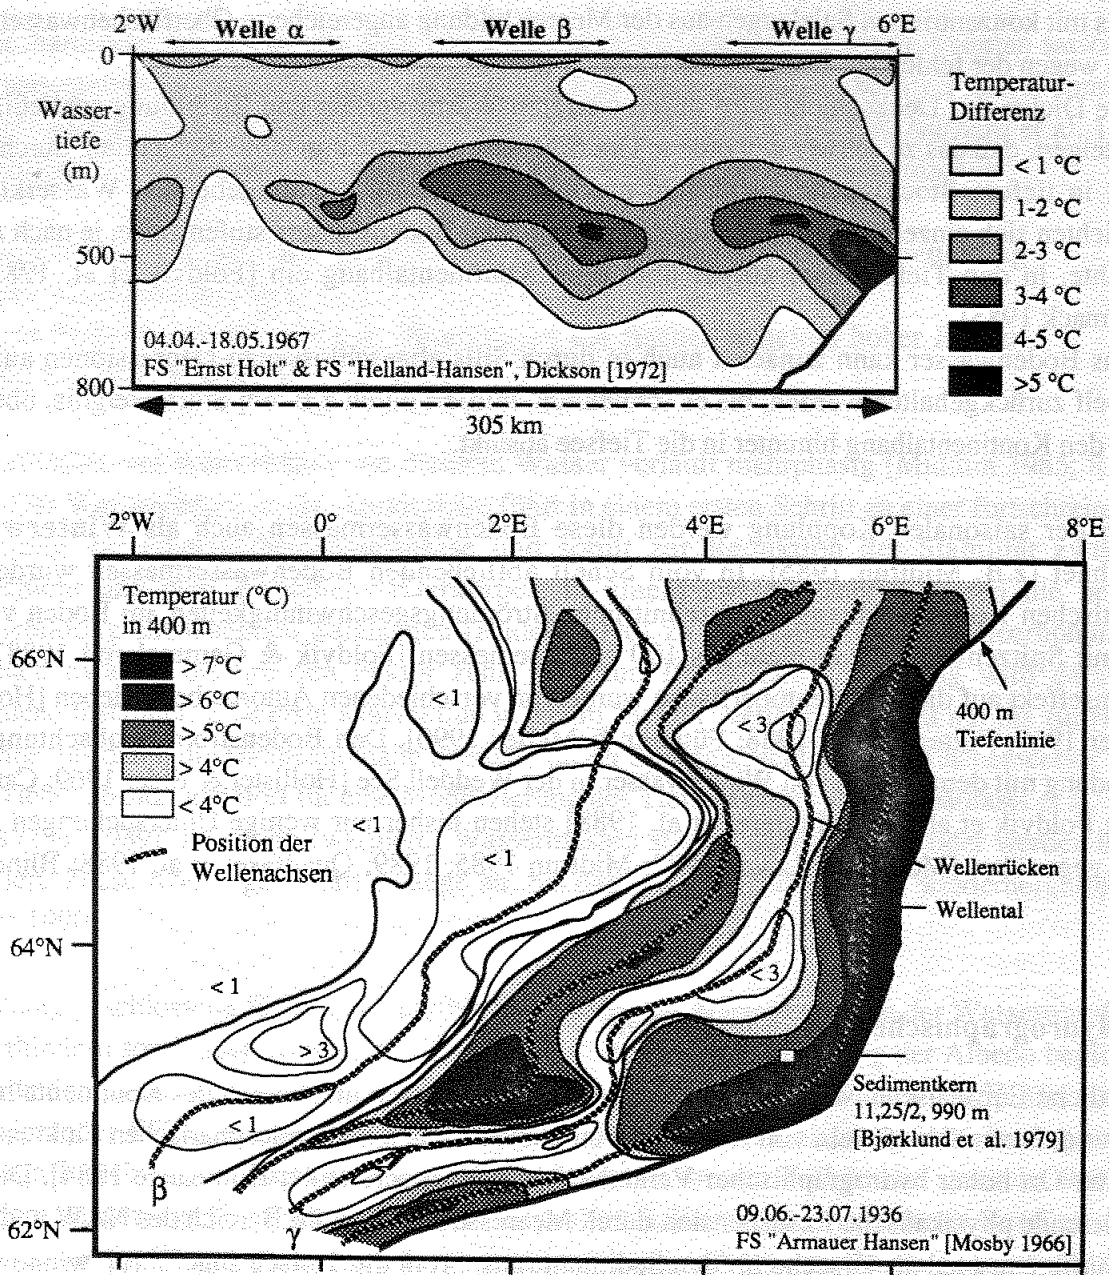 2°W Welle α Welle β Welle γ 6°E
0
Wasser-
tiefe
(m)
500
800
04.04.-18.05.1967
FS "Ernst Holt" & FS "Helland-Hansen", Dickson [1972]
305 km
Temperatur-
Differenz
< 1 °C
1-2 °C
2-3 °C
3-4 °C
4-5 °C
>5 °C
2°W 0° 2°E 4°E 6°E 8°E
66°N
64°N
62°N
Temperatur (°C)
in 400 m
> 7°C
> 6°C
> 5°C
> 4°C
< 4°C
Position der
Wellenachsen
< 1
< 3
400 m
Tiefenlinie
< 1
< 1
Wellenrücken
Wellental
< 1
< 3
> 3
< 1
Sedimentkern
11,25/2, 990 m
[Bjørklund et al. 1979]
β
γ
09.06.-23.07.1936
FS "Armauer Hansen" [Mosby 1966]